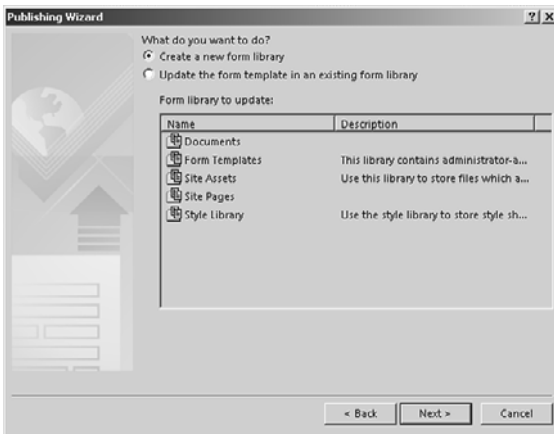 Publishing Wizard
What do you want to do?
Create a new form library
Update the form template in an existing form library
Form library to update:
Name Description
Documents
Form Templates This library contains administrator-a...
Site Assets Use this library to store files which a...
Site Pages
Style Library Use the style library to store style sh...
< Back Next > Cancel